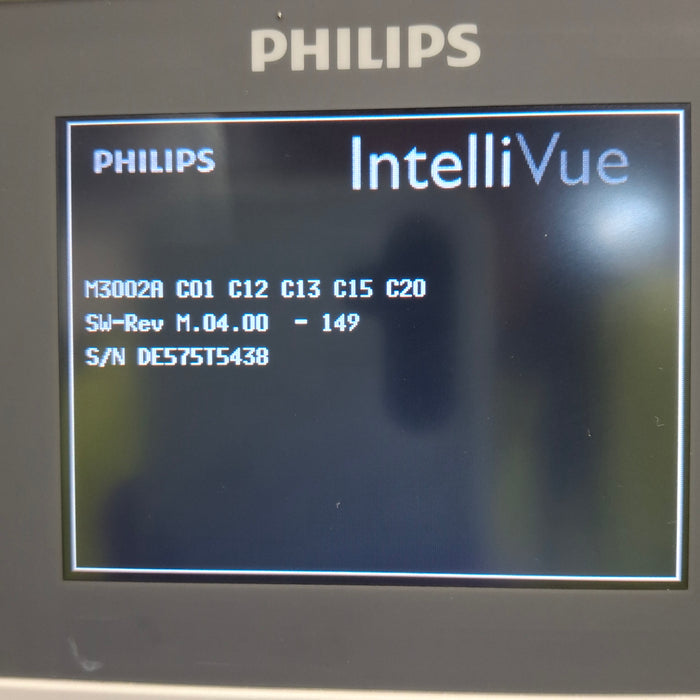 PHILIPS
PHILIPS IntelliVue
M3002A C01 C12 C13 C15 C20
SW-Rev M.04.00 - 149
S/N DE575T5438